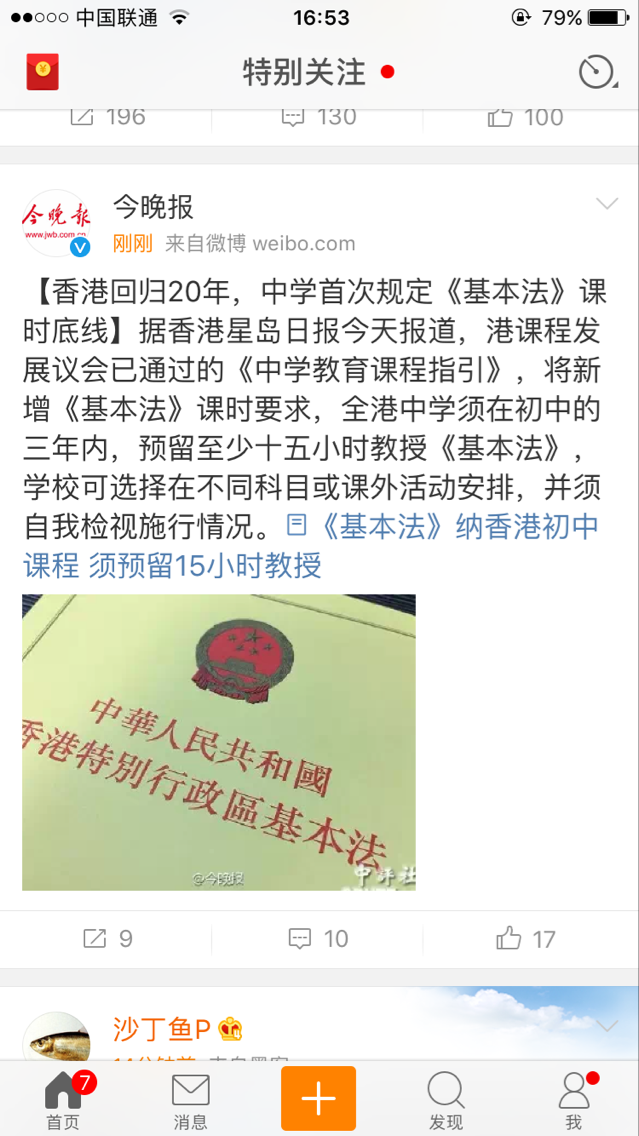 中国联通
16:53
79%
特别关注
196
130
100
今晚报
www.jwb.com.cn
今晚报
刚刚 来自微博 weibo.com
【香港回归20年，中学首次规定《基本法》课
时底线】据香港星岛日报今天报道，港课程发
展议会已通过的《中学教育课程指引》，将新
增《基本法》课时要求，全港中学须在初中的
三年内，预留至少十五小时教授《基本法》，
学校可选择在不同科目或课外活动安排，并须
自我检视施行情况。《基本法》纳香港初中
课程 须预留15小时教授
中華人民共和國
香港特別行政區基本法
@今晚报
中評社
9
10
17
沙丁鱼P
7
首页
消息
发现
我